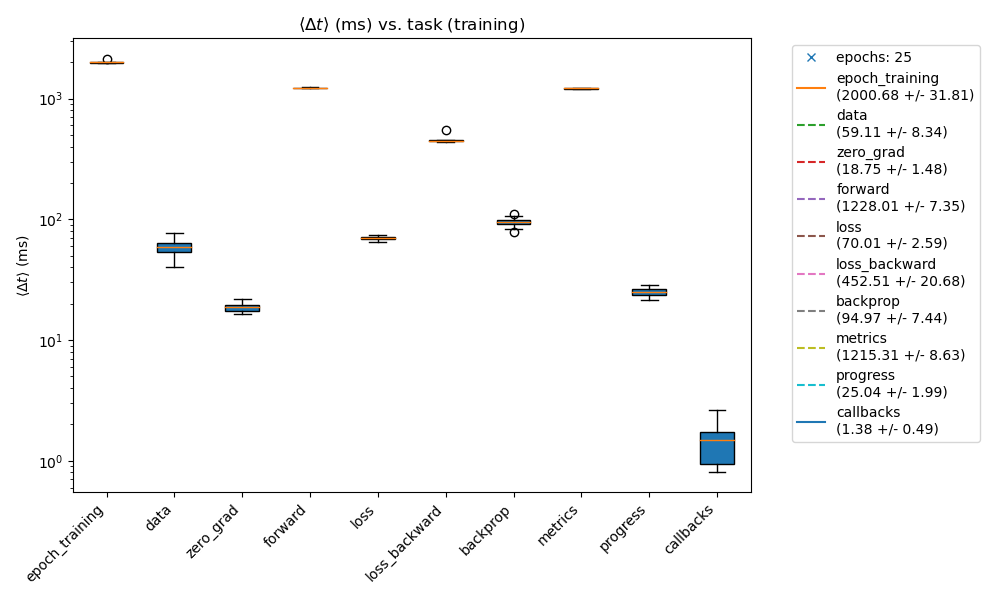 ⟨Δt⟩ (ms) vs. task (training)
⟨Δt⟩ (ms)
10³
10²
10¹
10⁰
epoch_training
data
zero_grad
forward
loss
loss_backward
backprop
metrics
progress
callbacks
epochs: 25
epoch_training
(2000.68 +/- 31.81)
data
(59.11 +/- 8.34)
zero_grad
(18.75 +/- 1.48)
forward
(1228.01 +/- 7.35)
loss
(70.01 +/- 2.59)
loss_backward
(452.51 +/- 20.68)
backprop
(94.97 +/- 7.44)
metrics
(1215.31 +/- 8.63)
progress
(25.04 +/- 1.99)
callbacks
(1.38 +/- 0.49)